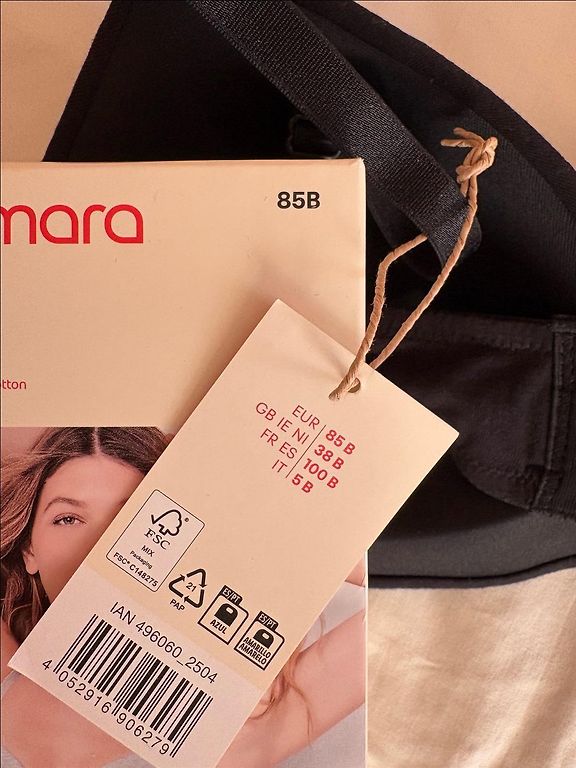 mara
85B
tton
EUR 85 B
GB IE NI 38 B
FR ES 100 B
IT 5 B
FSC
MIX
Packaging
FSC® C148275
21
PAP
ES/PT
AZUL
ES/PT
AMARILLO
AMARELO
IAN 496060_2504
4 052916 906279